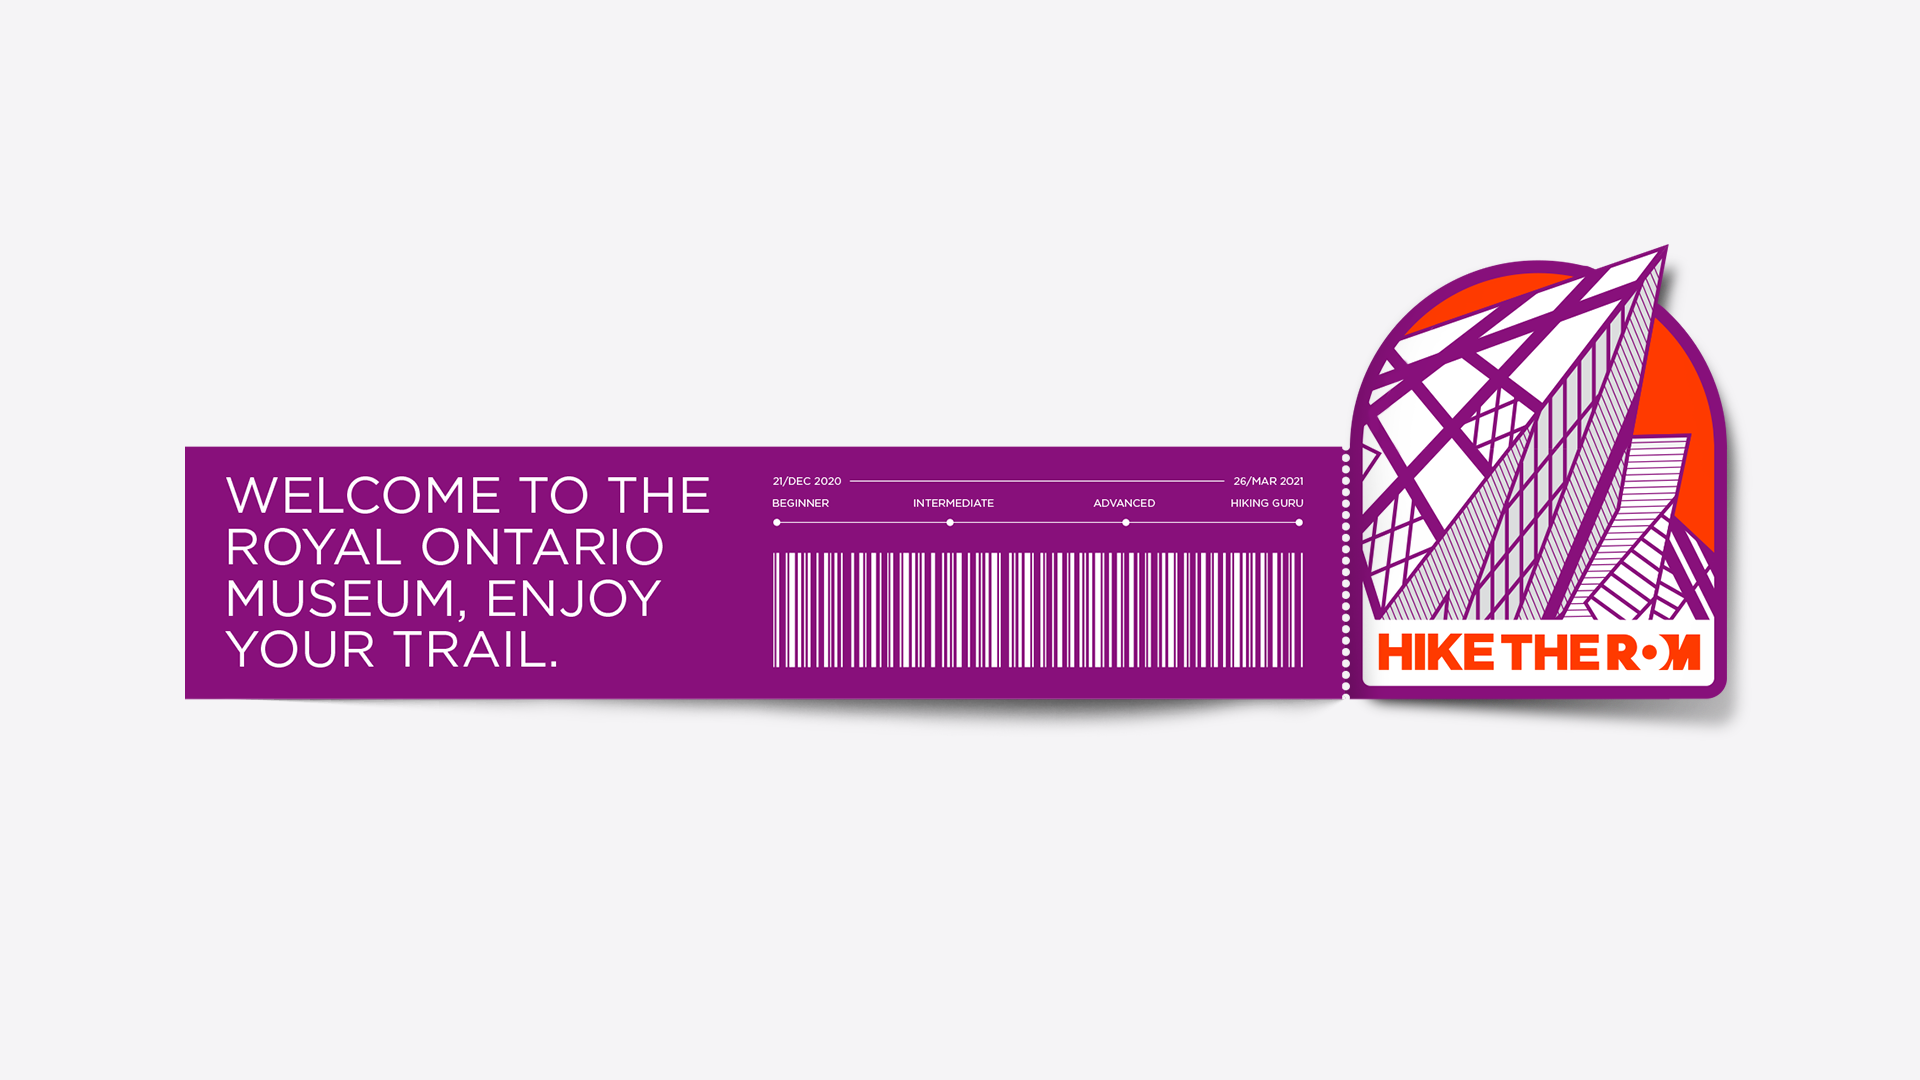 WELCOME TO THE
ROYAL ONTARIO
MUSEUM, ENJOY
YOUR TRAIL.
21/DEC 2020 26/MAR 2021
BEGINNER INTERMEDIATE ADVANCED HIKING GURU
HIKE THE ROM